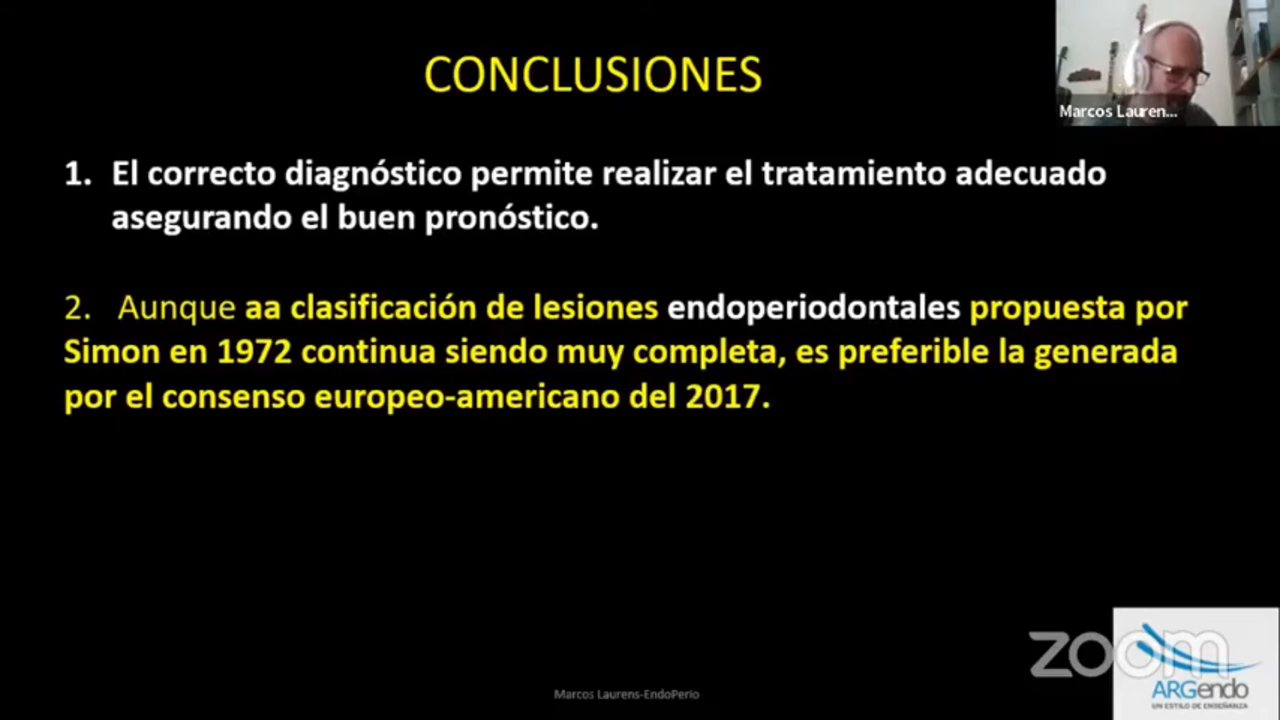 CONCLUSIONES
Marcos Lauren...
1. El correcto diagnóstico permite realizar el tratamiento adecuado
asegurando el buen pronóstico.
2. Aunque aa clasificación de lesiones endoperiodontales propuesta por
Simon en 1972 continua siendo muy completa, es preferible la generada
por el consenso europeo-americano del 2017.
zoom
ARGendo
UN ESTILO DE ENSEÑANZA
Marcos Laurens-EndoPerio